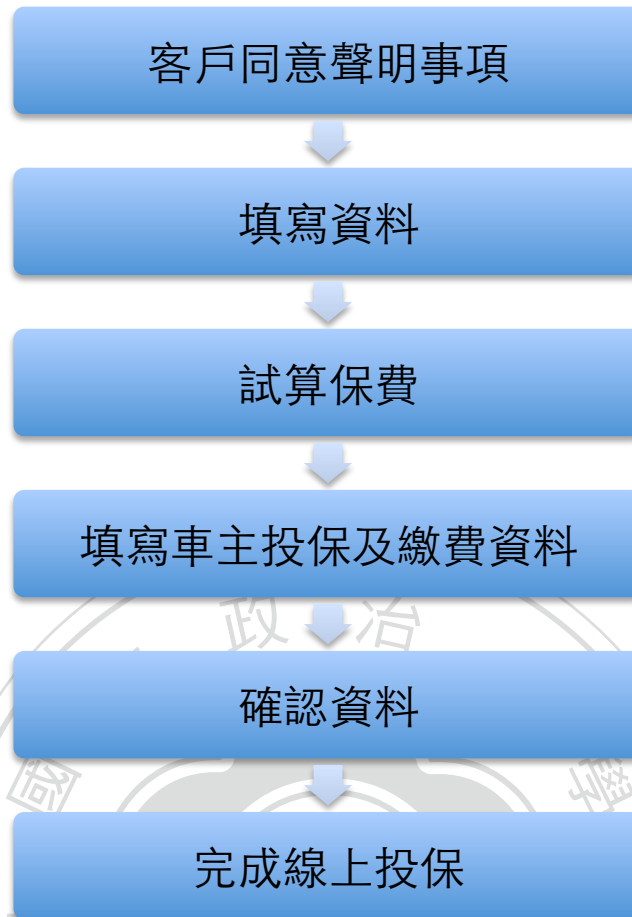 客戶同意聲明事項
填寫資料
試算保費
填寫車主投保及繳費資料
政 治
確認資料
國 學
完成線上投保